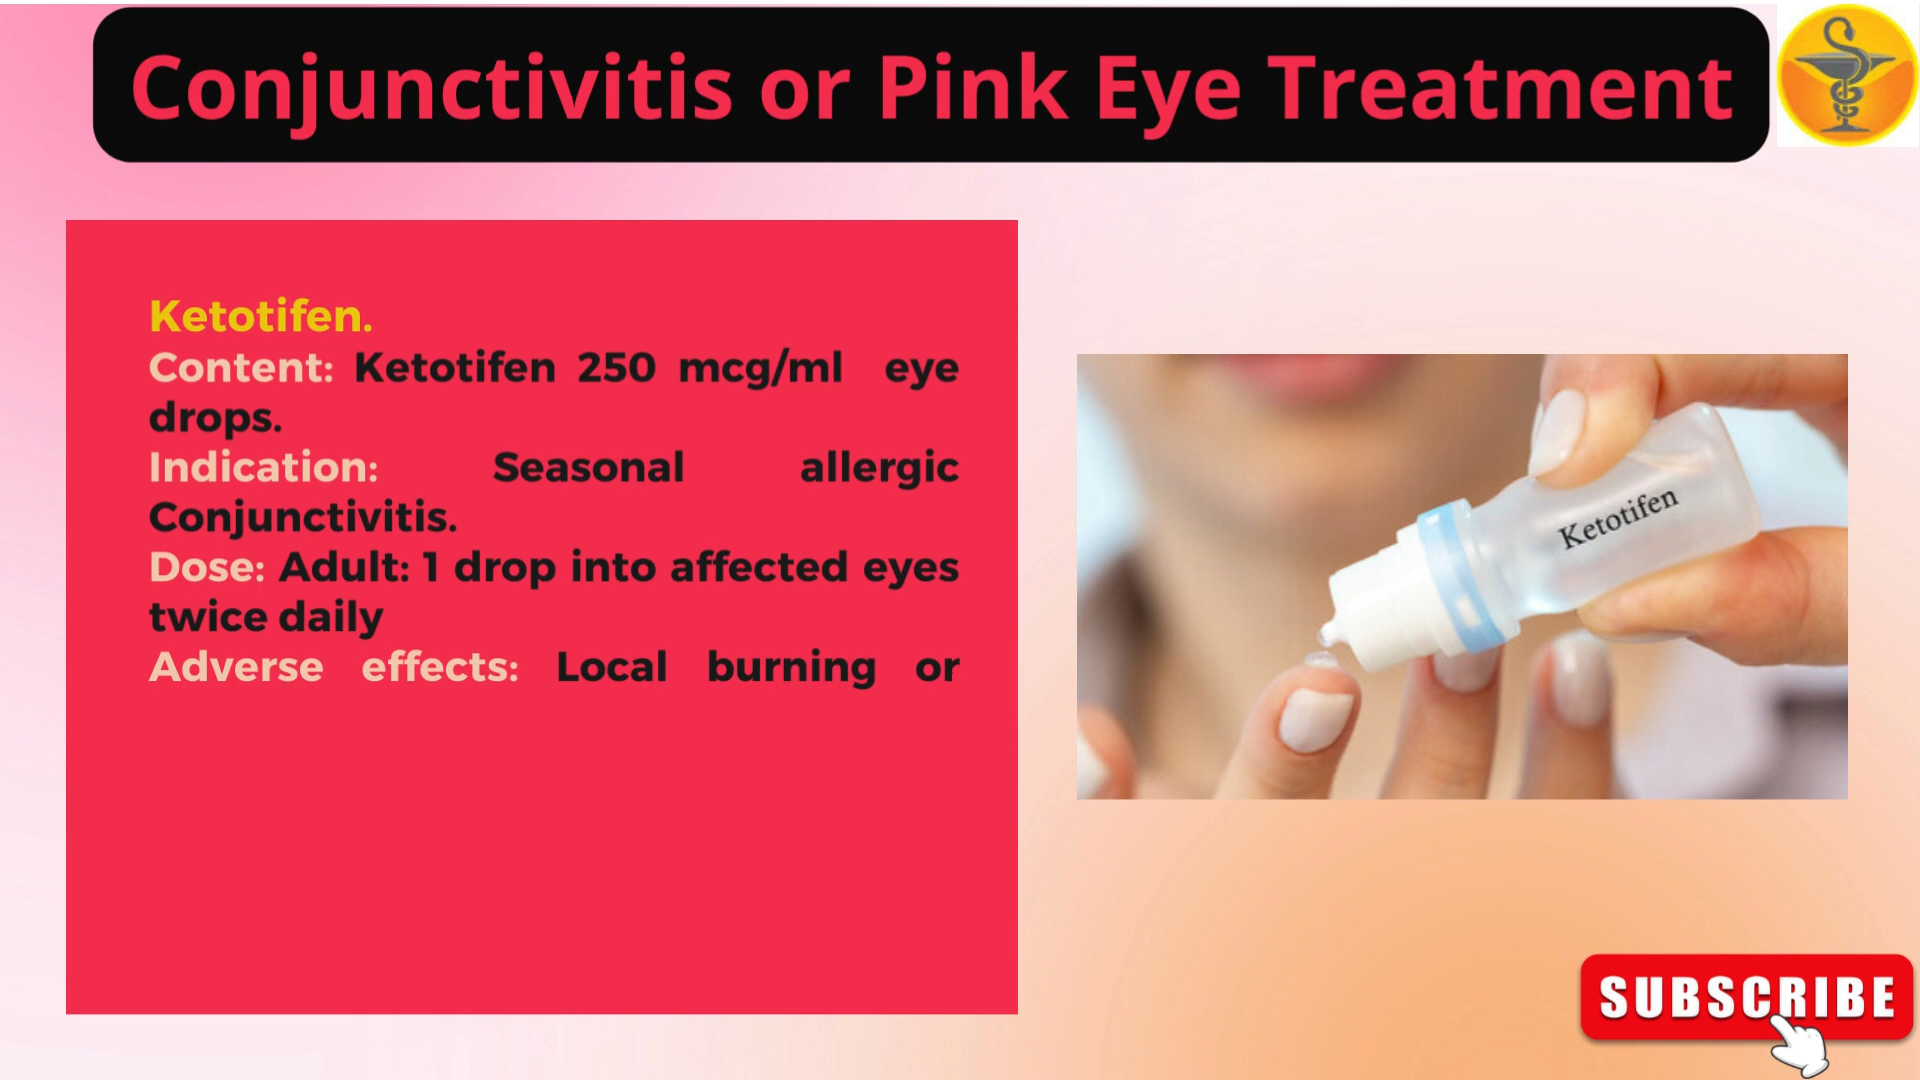 Conjunctivitis or Pink Eye Treatment
Ketotifen.
Content: Ketotifen 250 mcg/ml eye
drops.
Indication: Seasonal allergic
Conjunctivitis.
Dose: Adult: 1 drop into affected eyes
twice daily
Adverse effects: Local burning or
Ketotifen
SUBSCRIBE